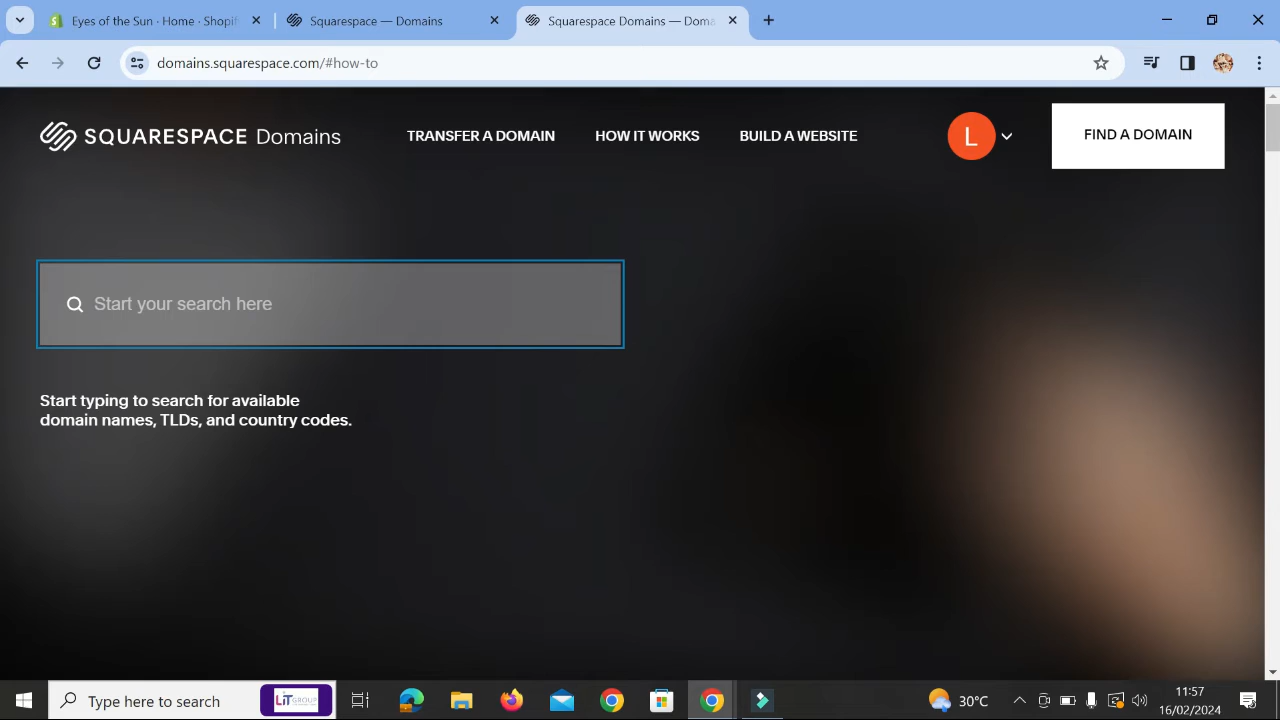 Eyes of the Sun · Home · Shopif
Squarespace — Domains
Squarespace Domains — Doma
domains.squarespace.com/#how-to
SQUARESPACE Domains
TRANSFER A DOMAIN
HOW IT WORKS
BUILD A WEBSITE
L
FIND A DOMAIN
Start your search here
Start typing to search for available
domain names, TLDs, and country codes.
Type here to search
LiT GROUP
30°C
11:57
16/02/2024